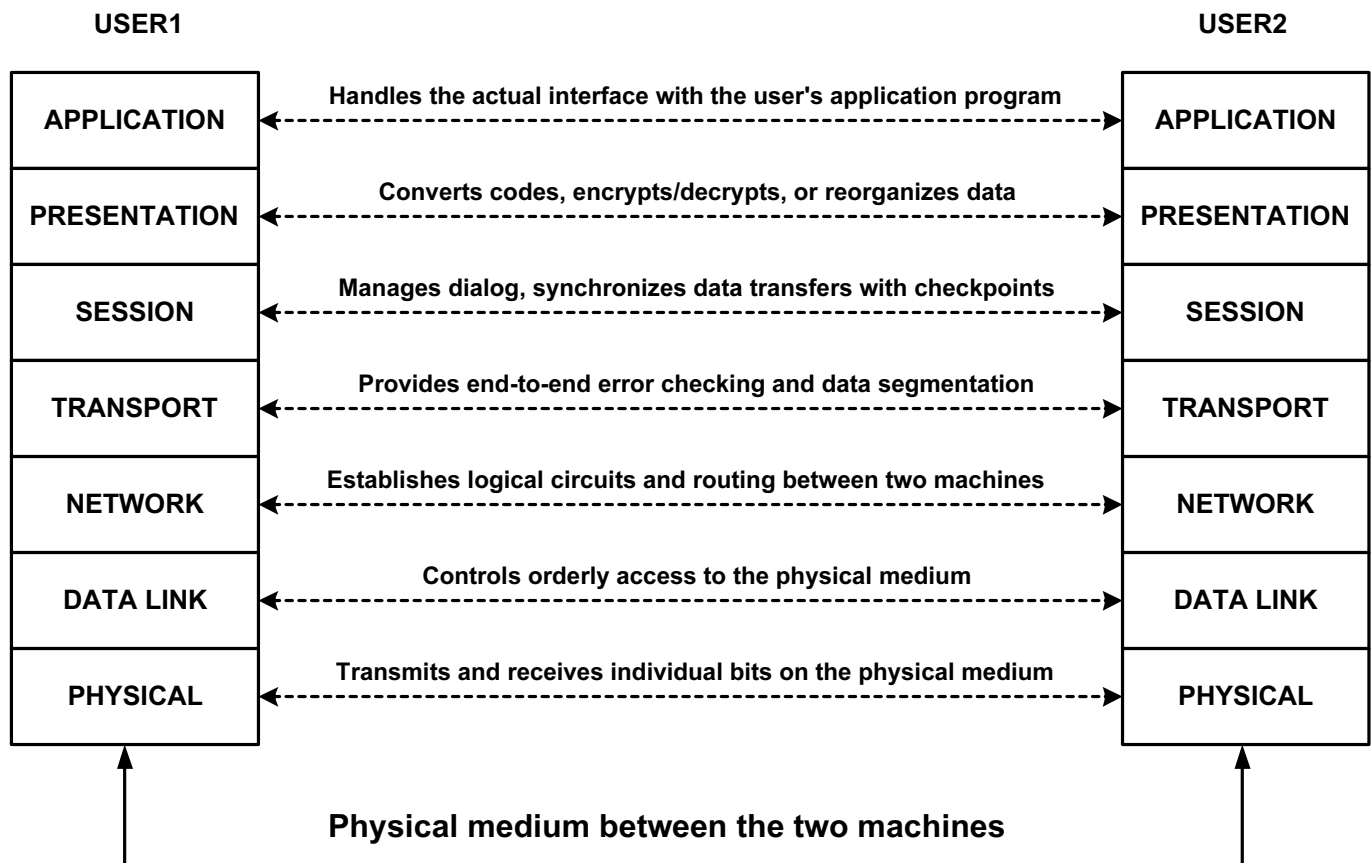 USER1
USER2
APPLICATION
Handles the actual interface with the user's application program
APPLICATION
PRESENTATION
Converts codes, encrypts/decrypts, or reorganizes data
PRESENTATION
SESSION
Manages dialog, synchronizes data transfers with checkpoints
SESSION
TRANSPORT
Provides end-to-end error checking and data segmentation
TRANSPORT
NETWORK
Establishes logical circuits and routing between two machines
NETWORK
DATA LINK
Controls orderly access to the physical medium
DATA LINK
PHYSICAL
Transmits and receives individual bits on the physical medium
PHYSICAL
Physical medium between the two machines